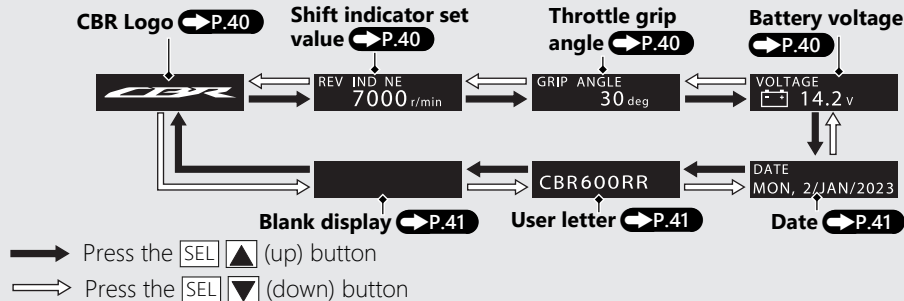 CBR Logo P.40
Shift indicator set
value P.40
Throttle grip
angle P.40
Battery voltage
P.40
CBR
REV IND NE
7000 r/min
GRIP ANGLE
30 deg
VOLTAGE
14.2 v
CBR600RR
DATE
MON, 2/JAN/2023
Blank display P.41
User letter P.41
Date P.41
Press the SEL (up) button
Press the SEL (down) button